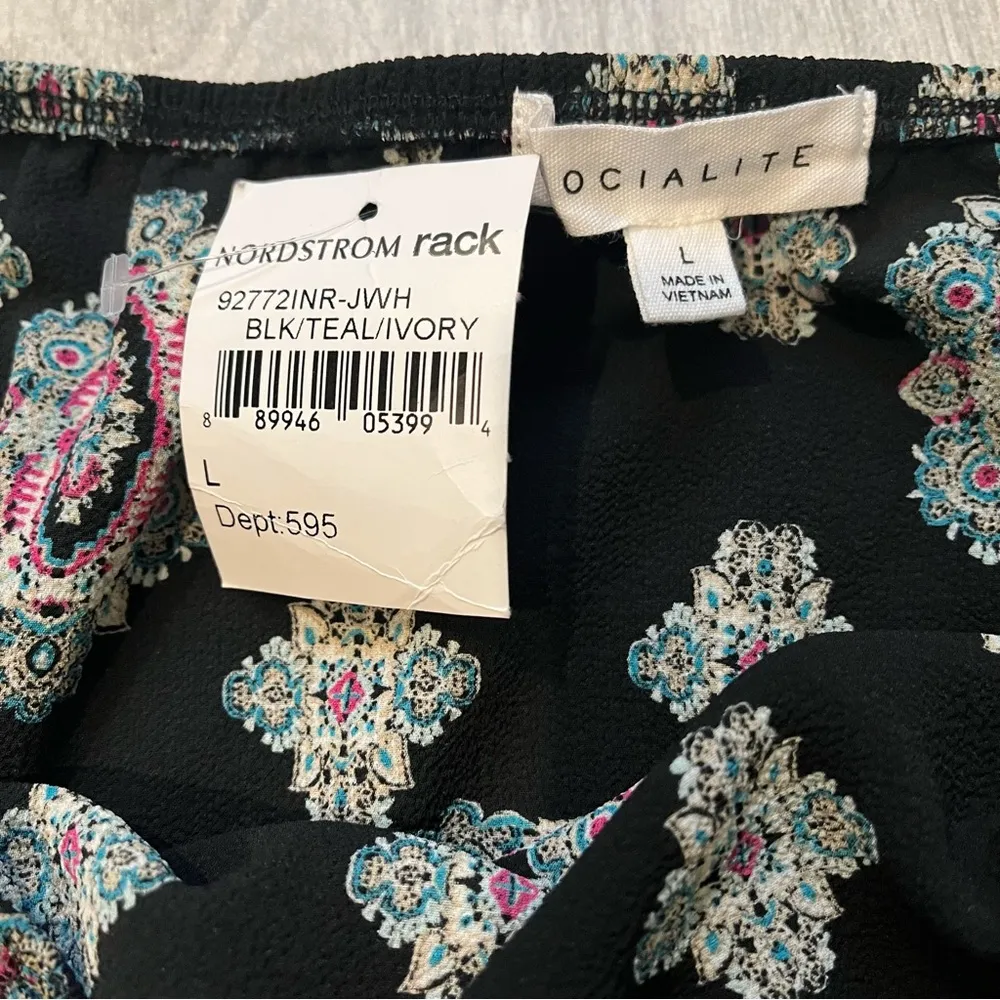 NORDSTROM rack
92772INR-JWH
BLK/TEAL/IVORY
8 89946 05399 4
L
Dept:595
OCIALITE
L
MADE IN
VIETNAM